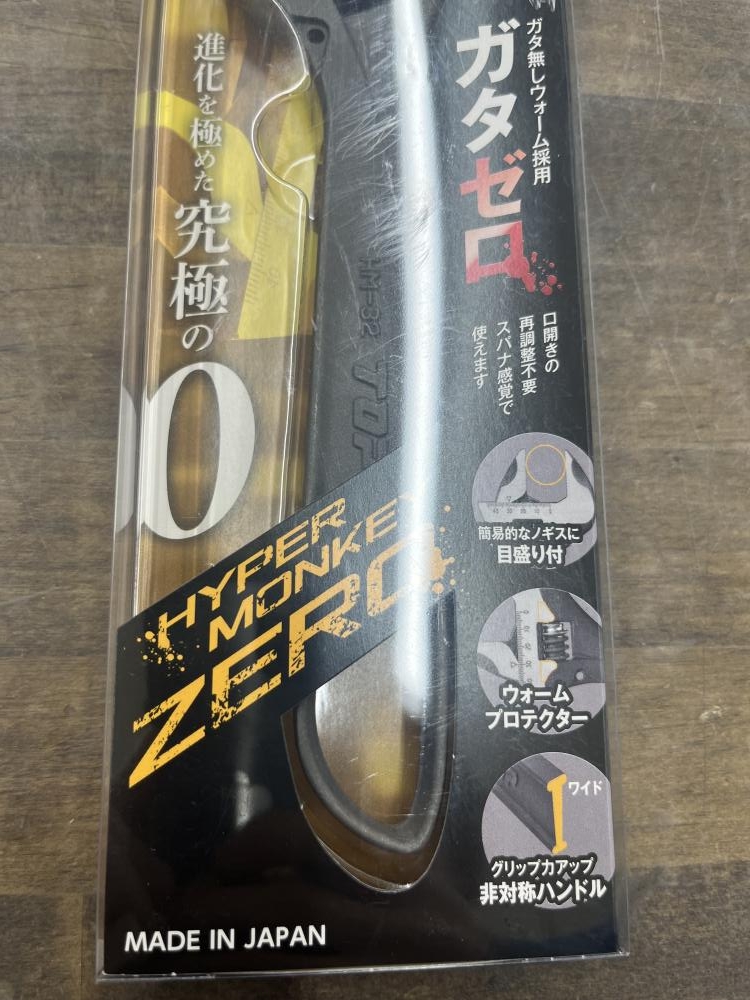 ガタ無しウォーム採用
ガタゼロ
進化を極めた
究極の
0
口開きの
再調整不要
スパナ感覚で
使えます
HM-32
TOP
簡易的なノギスに
目盛り付
ウォーム
プロテクター
ワイド
グリップ力アップ
非対称ハンドル
HYPER
MONKEY
ZERO
MADE IN JAPAN